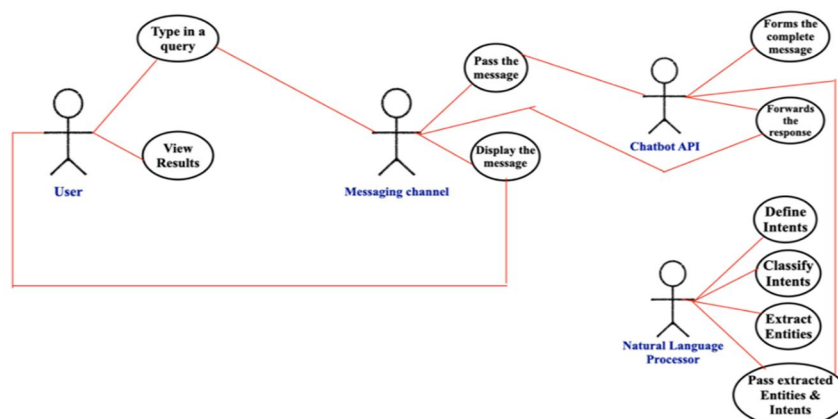 Type in a
query
View
Results
User
Pass the
message
Display the
message
Messaging channel
Forms the
complete
message
Forwards
the
response
Chatbot API
Define
Intents
Classify
Intents
Extract
Entities
Pass extracted
Entities &
Intents
Natural Language
Processor